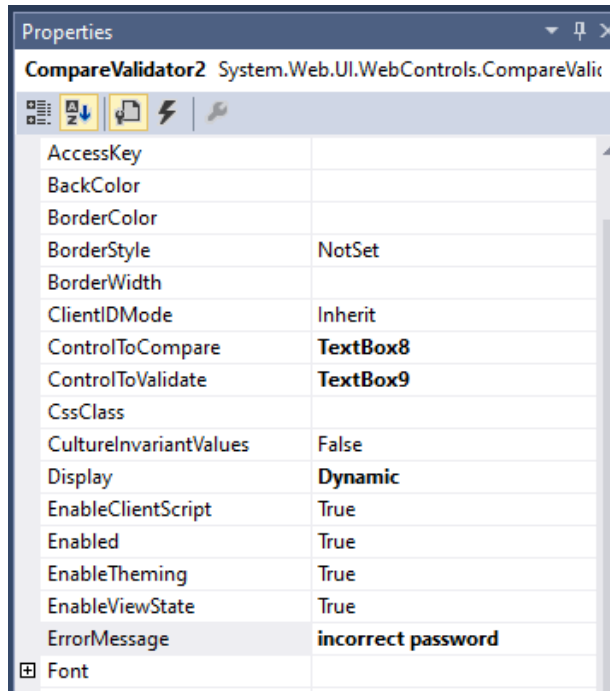 Properties
CompareValidator2 System.Web.UI.WebControls.CompareValid
AccessKey
BackColor
BorderColor
BorderStyle NotSet
BorderWidth
ClientIDMode Inherit
ControlToCompare TextBox8
ControlToValidate TextBox9
CssClass
CultureInvariantValues False
Display Dynamic
EnableClientScript True
Enabled True
EnableTheming True
EnableViewState True
ErrorMessage incorrect password
Font